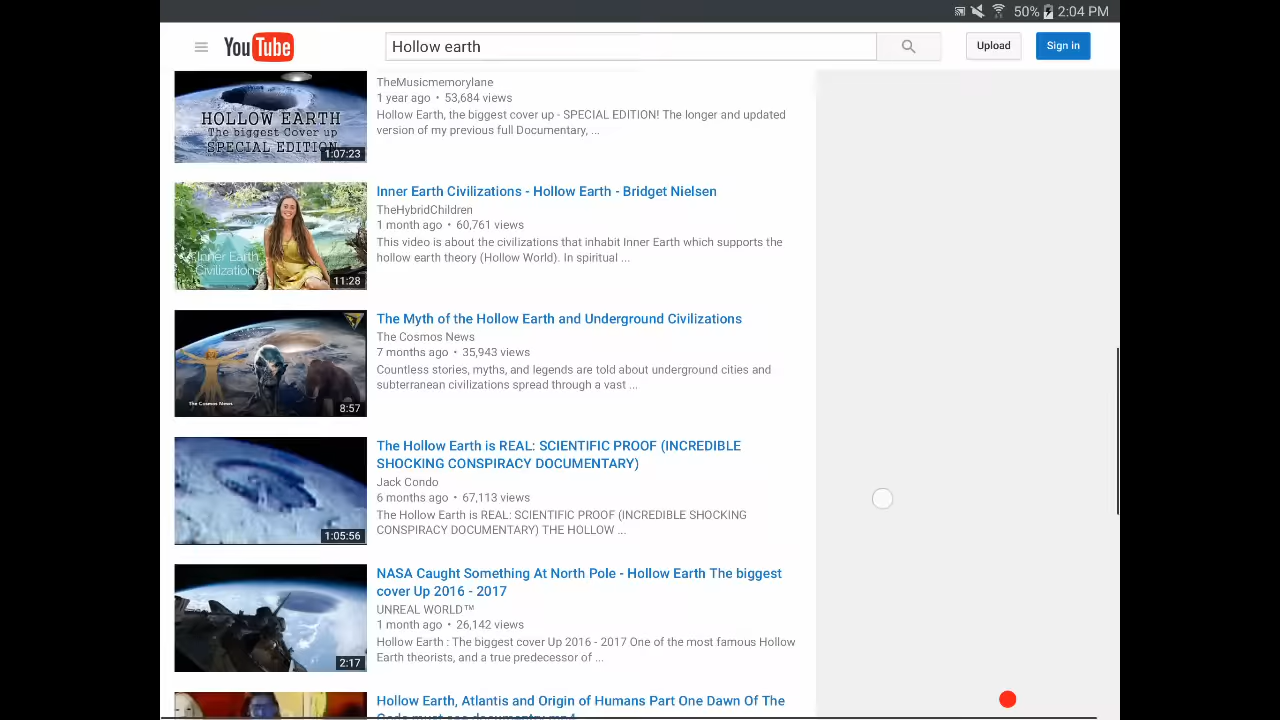 50% 2:04 PM
YouTube
Hollow earth
Upload
Sign in
TheMusicmemorylane
1 year ago • 53,684 views
Hollow Earth, the biggest cover up - SPECIAL EDITION! The longer and updated
version of my previous full Documentary, ...
HOLLOW EARTH
The biggest Cover up
SPECIAL EDITION
1:07:23
Inner Earth Civilizations - Hollow Earth - Bridget Nielsen
TheHybridChildren
1 month ago • 60,761 views
This video is about the civilizations that inhabit Inner Earth which supports the
hollow earth theory (Hollow World). In spiritual ...
Inner Earth
Civilizations
11:28
The Myth of the Hollow Earth and Underground Civilizations
The Cosmos News
7 months ago • 35,943 views
Countless stories, myths, and legends are told about underground cities and
subterranean civilizations spread through a vast ...
The Cosmos News
8:57
The Hollow Earth is REAL: SCIENTIFIC PROOF (INCREDIBLE
SHOCKING CONSPIRACY DOCUMENTARY)
Jack Condo
6 months ago • 67,113 views
The Hollow Earth is REAL: SCIENTIFIC PROOF (INCREDIBLE SHOCKING
CONSPIRACY DOCUMENTARY) THE HOLLOW ...
1:05:56
NASA Caught Something At North Pole - Hollow Earth The biggest
cover Up 2016 - 2017
UNREAL WORLD™
1 month ago • 26,142 views
Hollow Earth : The biggest cover Up 2016 - 2017 One of the most famous Hollow
Earth theorists, and a true predecessor of ...
2:17
Hollow Earth, Atlantis and Origin of Humans Part One Dawn Of The
Gods must see documentry.mp4